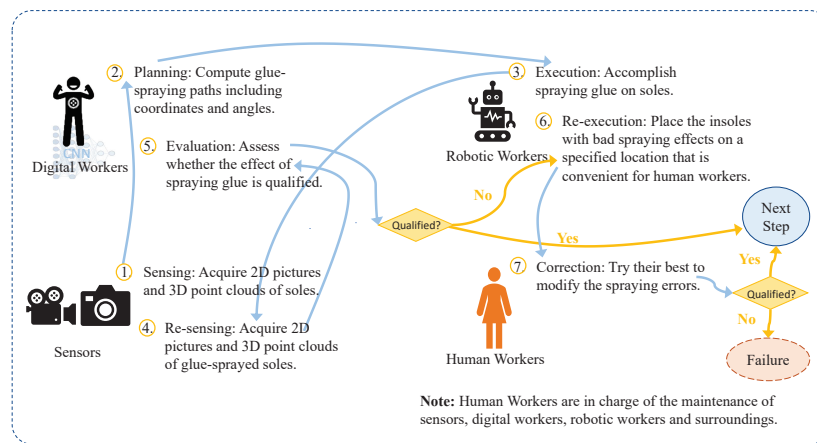 2. Planning: Compute glue-
spraying paths including
coordinates and angles.
3. Execution: Accomplish
spraying glue on soles.
CNN
Digital Workers
5. Evaluation: Assess
whether the effect of
spraying glue is qualified.
Robotic Workers
6. Re-execution: Place the insoles
with bad spraying effects on a
specified location that is
convenient for human workers.
No
Qualified?
Yes
Next
Step
1. Sensing: Acquire 2D pictures
and 3D point clouds of soles.
Sensors
4. Re-sensing: Acquire 2D
pictures and 3D point clouds
of glue-sprayed soles.
7. Correction: Try their best to
modify the spraying errors.
Human Workers
Yes
Qualified?
No
Failure
Note: Human Workers are in charge of the maintenance of
sensors, digital workers, robotic workers and surroundings.